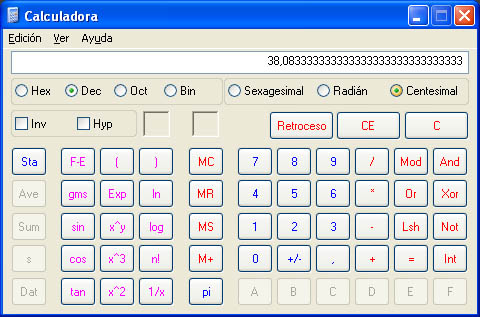 Calculadora
Edición Ver Ayuda
38,083333333333333333333333333333
Hex Dec Oct Bin Sexagesimal Radián Centesimal
Inv Hyp Retroceso CE C
Sta F-E ( ) MC 7 8 9 / Mod And
Ave gms Exp ln MR 4 5 6 * Or Xor
Sum sin x^y log MS 1 2 3 - Lsh Not
s cos x^3 n! M+ 0 +/- , + = Int
Dat tan x^2 1/x pi A B C D E F